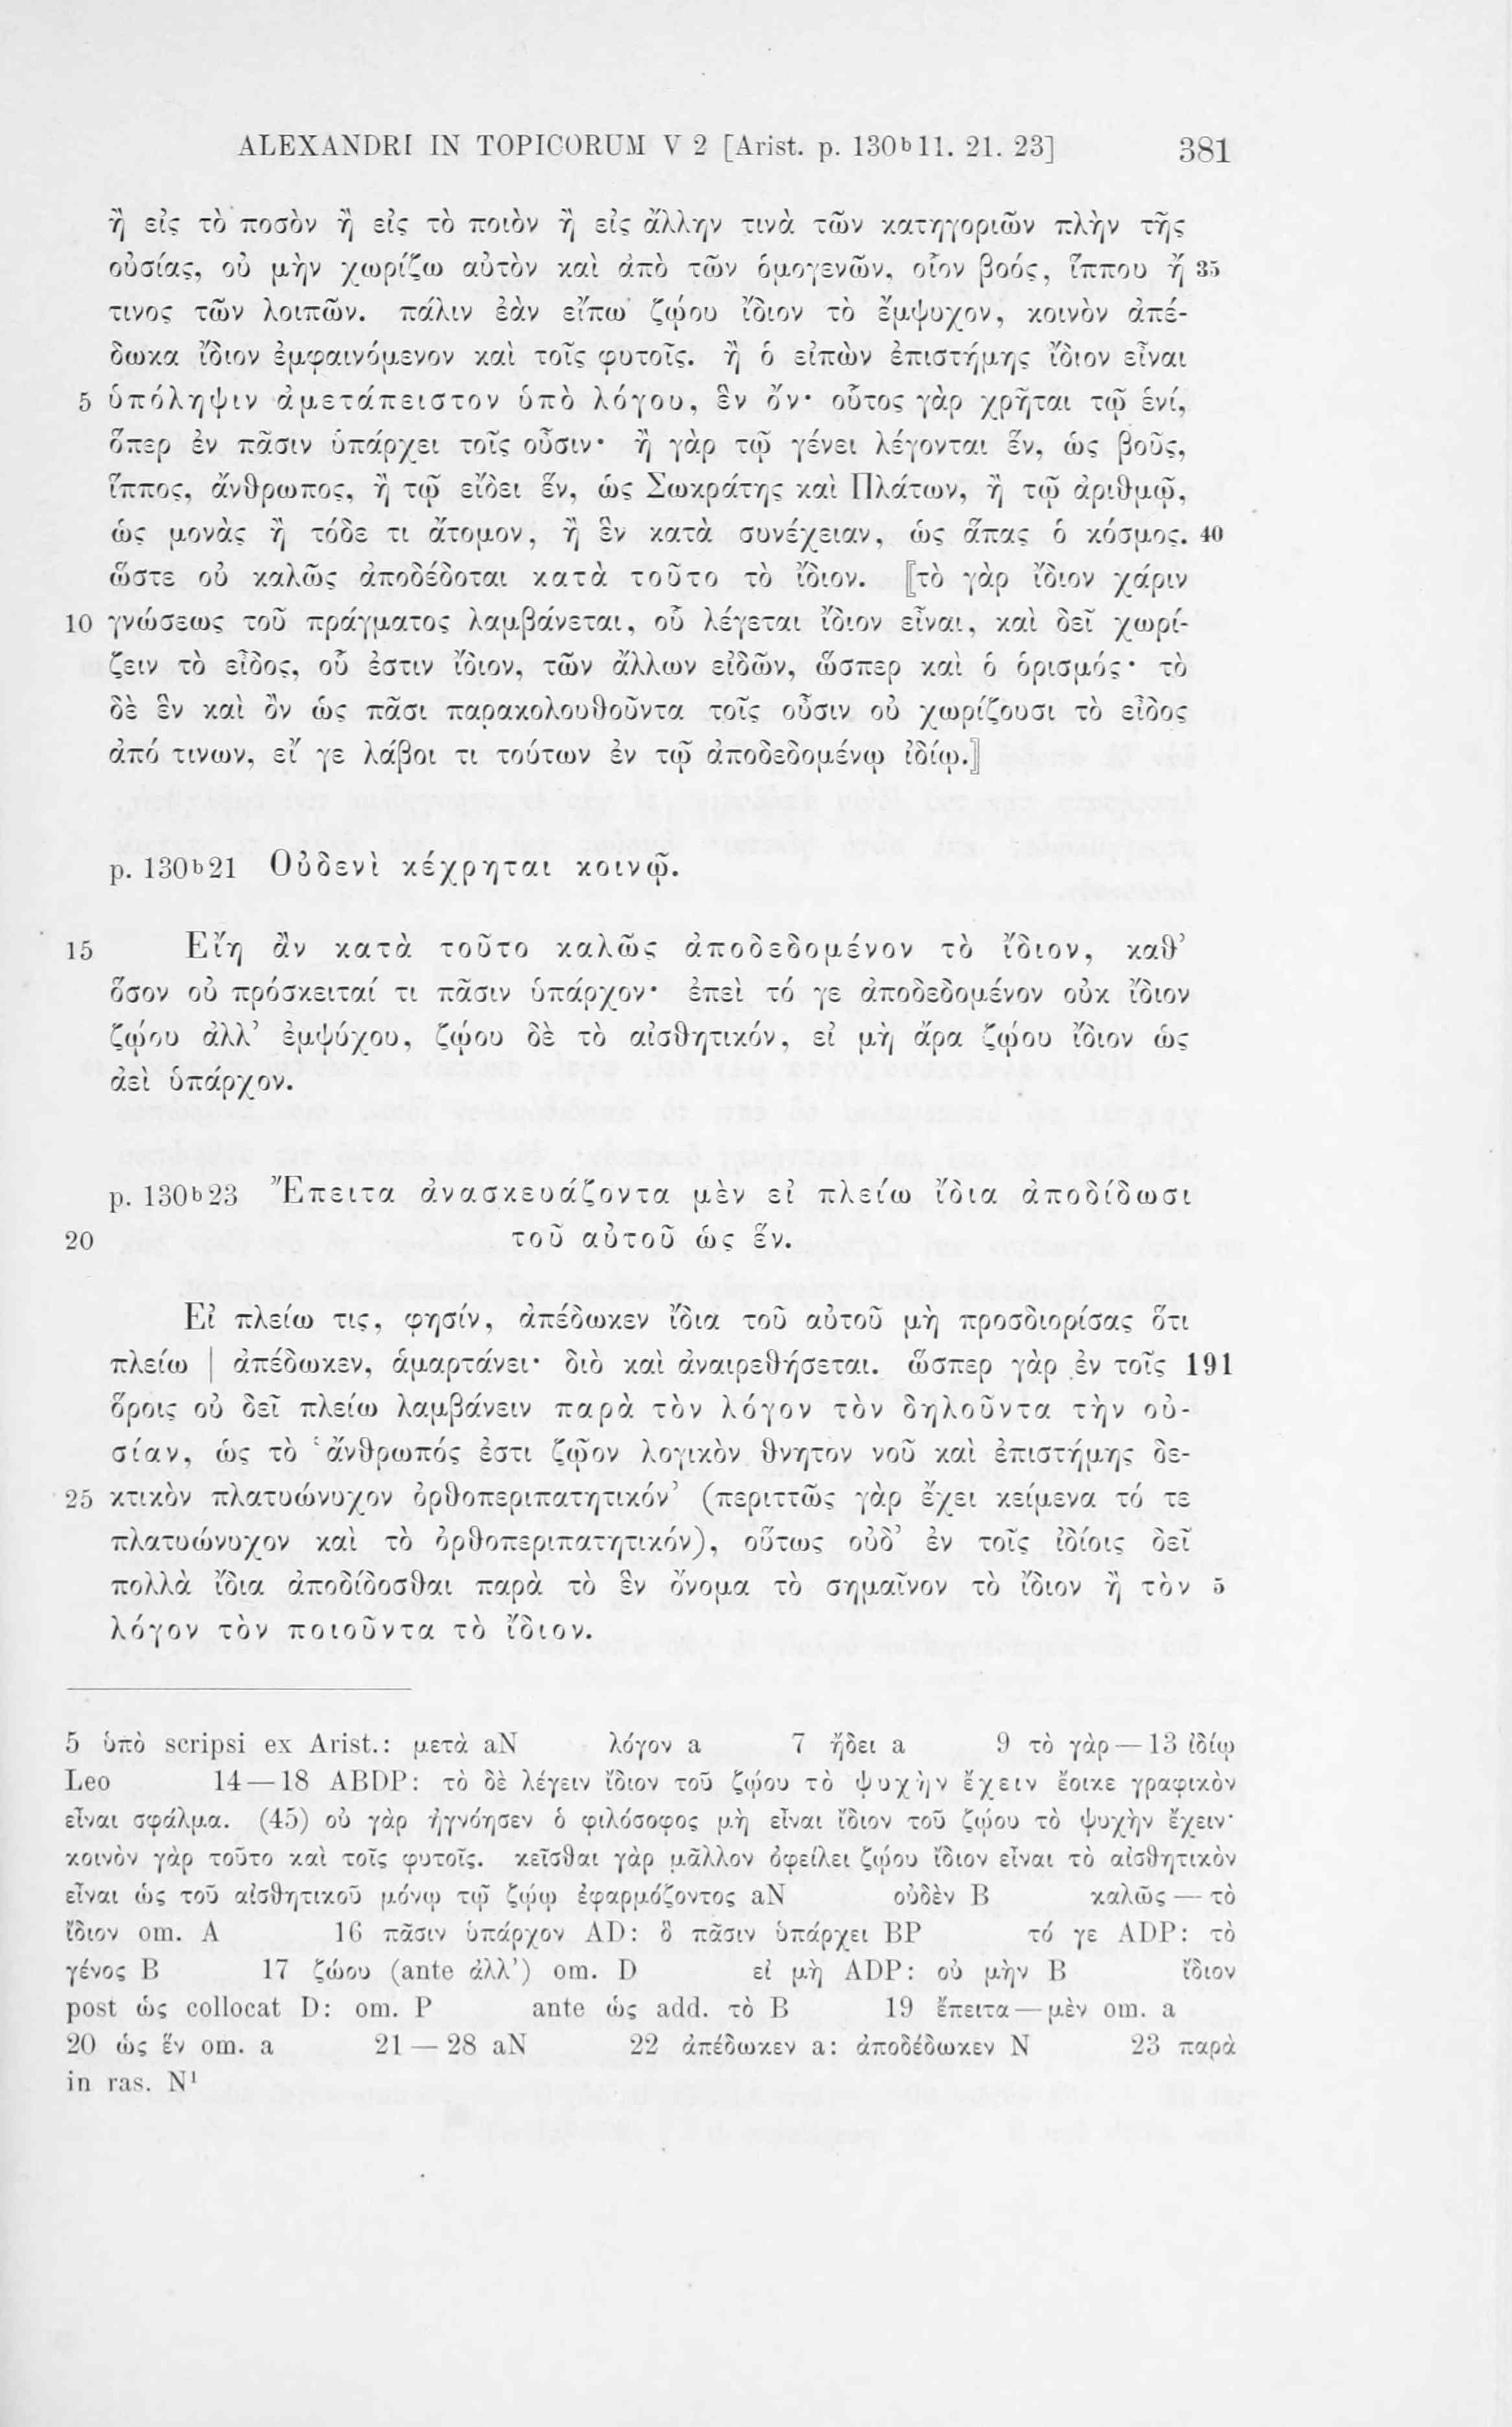 ALEXANDRI IN TOPICORUM V 2 [Arist. p. 130ᵇ11. 21. 23] 381
ἢ εἰς τὸ ποσὸν ἢ εἰς τὸ ποιὸν ἢ εἰς ἄλλην τινὰ τῶν κατηγοριῶν πλὴν τῆς
οὐσίας, οὐ μὴν χωρίζω αὐτὸν καὶ ἀπὸ τῶν ὁμογενῶν, οἷον βοός, ἵππου ἤ 35
τινος τῶν λοιπῶν. πάλιν ἐὰν εἴπω ζῴου ἴδιον τὸ ἔμψυχον, κοινὸν ἀπέ-
δωκα ἴδιον ἐμφαινόμενον καὶ τοῖς φυτοῖς. ἢ ὁ εἰπὼν ἐπιστήμης ἴδιον εἶναι
5 ὑπόληψιν ἀμετάπειστον ὑπὸ λόγου, ἓν ὄν· οὗτος γὰρ χρῆται τῷ ἑνί,
ὅπερ ἐν πᾶσιν ὑπάρχει τοῖς οὖσιν· ἢ γὰρ τῷ γένει λέγονται ἕν, ὡς βοῦς,
ἵππος, ἄνθρωπος, ἢ τῷ εἴδει ἕν, ὡς Σωκράτης καὶ Πλάτων, ἢ τῷ ἀριθμῷ,
ὡς μονὰς ἢ τόδε τι ἄτομον, ἢ ἓν κατὰ συνέχειαν, ὡς ἅπας ὁ κόσμος. 40
ὥστε οὐ καλῶς ἀποδέδοται κατὰ τοῦτο τὸ ἴδιον. ⟦τὸ γὰρ ἴδιον χάριν
10 γνώσεως τοῦ πράγματος λαμβάνεται, οὗ λέγεται ἴδιον εἶναι, καὶ δεῖ χωρί-
ζειν τὸ εἶδος, οὗ ἐστιν ἴδιον, τῶν ἄλλων εἰδῶν, ὥσπερ καὶ ὁ ὁρισμός· τὸ
δὲ ἓν καὶ ὂν ὡς πᾶσι παρακολουθοῦντα τοῖς οὖσιν οὐ χωρίζουσι τὸ εἶδος
ἀπό τινων, εἴ γε λάβοι τι τούτων ἐν τῷ ἀποδεδομένῳ ἰδίῳ.⟧
p. 130ᵇ21 Οὐδενὶ κέχρηται κοινῷ.
15 Εἴη ἂν κατὰ τοῦτο καλῶς ἀποδεδομένον τὸ ἴδιον, καθ’
ὅσον οὐ πρόσκειταί τι πᾶσιν ὑπάρχον· ἐπεὶ τό γε ἀποδεδομένον οὐκ ἴδιον
ζῴου ἀλλ’ ἐμψύχου, ζῴου δὲ τὸ αἰσθητικόν, εἰ μὴ ἄρα ζῴου ἴδιον ὡς
ἀεὶ ὑπάρχον.
p. 130ᵇ23 Ἔπειτα ἀνασκευάζοντα μὲν εἰ πλείω ἴδια ἀποδίδωσι
20 τοῦ αὐτοῦ ὡς ἕν.
Εἰ πλείω τις, φησίν, ἀπέδωκεν ἴδια τοῦ αὐτοῦ μὴ προσδιορίσας ὅτι
πλείω | ἀπέδωκεν, ἁμαρτάνει· διὸ καὶ ἀναιρεθήσεται. ὥσπερ γὰρ ἐν τοῖς 191
ὅροις οὐ δεῖ πλείω λαμβάνειν παρὰ τὸν λόγον τὸν δηλοῦντα τὴν οὐ-
σίαν, ὡς τὸ ‘ἄνθρωπός ἐστι ζῷον λογικὸν θνητον νοῦ καὶ ἐπιστήμης δε-
25 κτικὸν πλατυώνυχον ὀρθοπεριπατητικόν’ (περιττῶς γὰρ ἔχει κείμενα τό τε
πλατυώνυχον καὶ τὸ ὀρθοπεριπατητικόν), οὕτως οὐδ’ ἐν τοῖς ἰδίοις δεῖ
πολλὰ ἴδια ἀποδίδοσθαι παρὰ τὸ ἓν ὄνομα τὸ σημαῖνον τὸ ἴδιον ἢ τὸν 5
λόγον τὸν ποιοῦντα τὸ ἴδιον.
5 ὑπὸ scripsi ex Arist.: μετὰ aN λόγον a 7 ἤδει a 9 τὸ γὰρ — 13 ἰδίῳ
Leo 14 — 18 ABDP: τὸ δὲ λέγειν ἴδιον τοῦ ζῴου τὸ ψυχὴν ἔχειν ἔοικε γραφικὸν
εἶναι σφάλμα. (45) οὐ γὰρ ἠγνόησεν ὁ φιλόσοφος μὴ εἶναι ἴδιον τοῦ ζῴου τὸ ψυχὴν ἔχειν·
κοινὸν γὰρ τοῦτο καὶ τοῖς φυτοῖς. κεῖσθαι γὰρ μᾶλλον ὀφείλει ζῴου ἴδιον εἶναι τὸ αἰσθητικὸν
εἶναι ὡς τοῦ αἰσθητικοῦ μόνῳ τῷ ζῴῳ ἐφαρμόζοντος aN οὐδὲν B καλῶς — τὸ
ἴδιον om. A 16 πᾶσιν ὑπάρχον AD: ὃ πᾶσιν ὑπάρχει BP τό γε ADP: τὸ
γένος B 17 ζώου (ante ἀλλ’) om. D εἰ μὴ ADP: οὐ μὴν B ἴδιον
post ὡς collocat D: om. P ante ὡς add. τὸ B 19 ἔπειτα — μὲν om. a
20 ὡς ἕν om. a 21 — 28 aN 22 ἀπέδωκεν a: ἀποδέδωκεν N 23 παρὰ
in ras. N¹